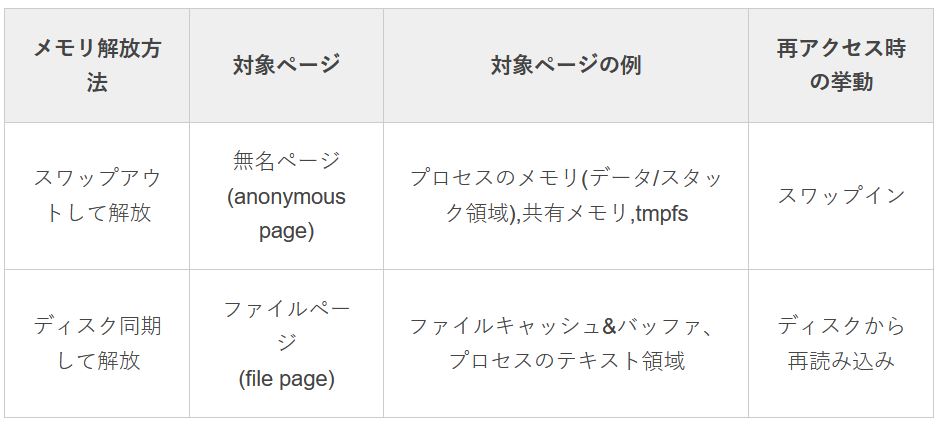 メモリ解放方
法
対象ページ
対象ページの例
再アクセス時
の挙動
スワップアウ
トして解放
無名ページ
(anonymous
page)
プロセスのメモリ(データ/スタッ
ク領域),共有メモリ,tmpfs
スワップイン
ディスク同期
して解放
ファイルペー
ジ
(file page)
ファイルキャッシュ&バッファ、
プロセスのテキスト領域
ディスクから
再読み込み